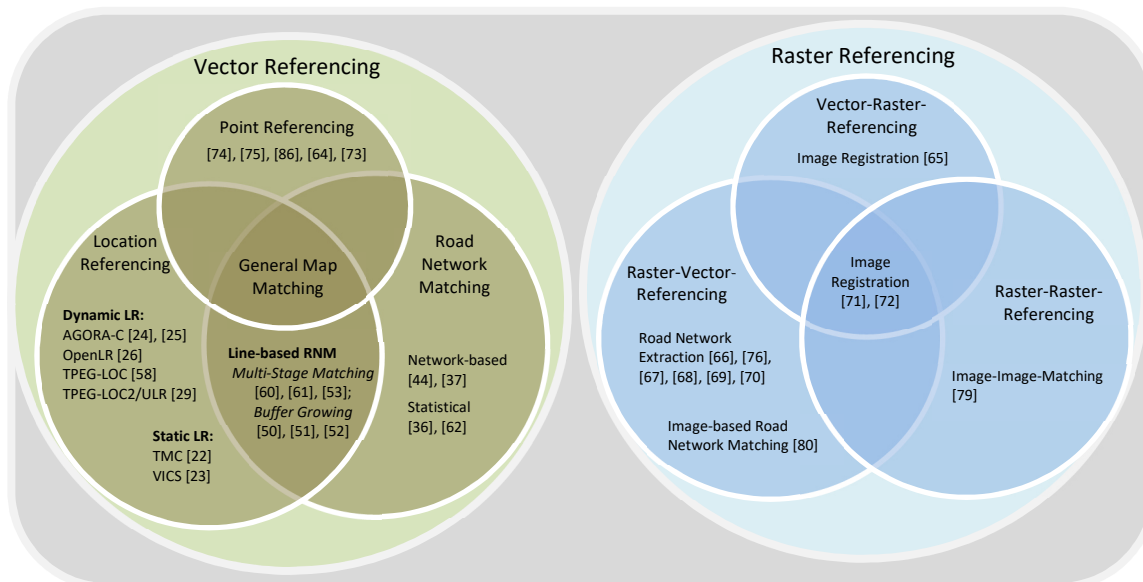 Vector Referencing
Point Referencing
[74], [75], [86], [64], [73]
Location
Referencing
General Map
Matching
Road
Network
Matching
Dynamic LR:
AGORA-C [24], [25]
OpenLR [26]
TPEG-LOC [58]
TPEG-LOC2/ULR [29]
Static LR:
TMC [22]
VICS [23]
Line-based RNM
Multi-Stage Matching
[60], [61], [53];
Buffer Growing
[50], [51], [52]
Network-based
[44], [37]
Statistical
[36], [62]
Raster Referencing
Vector-Raster-
Referencing
Image Registration [65]
Raster-Vector-
Referencing
Road Network
Extraction [66], [76],
[67], [68], [69], [70]
Image-based Road
Network Matching [80]
Image
Registration
[71], [72]
Raster-Raster-
Referencing
Image-Image-Matching
[79]